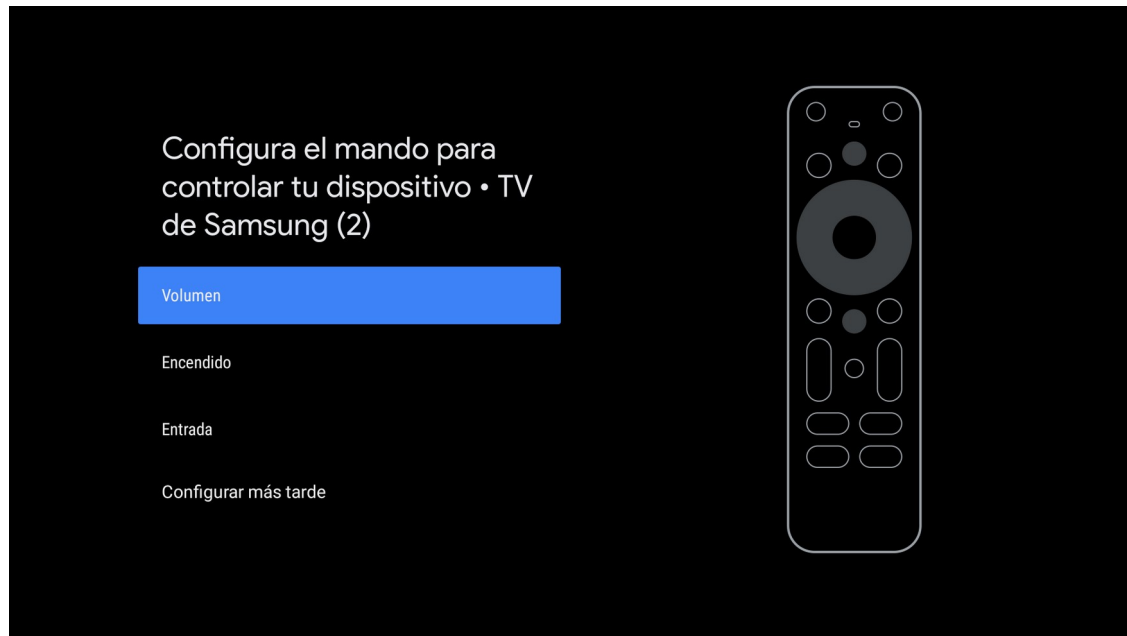 Configura el mando para
controlar tu dispositivo • TV
de Samsung (2)
Volumen
Encendido
Entrada
Configurar más tarde